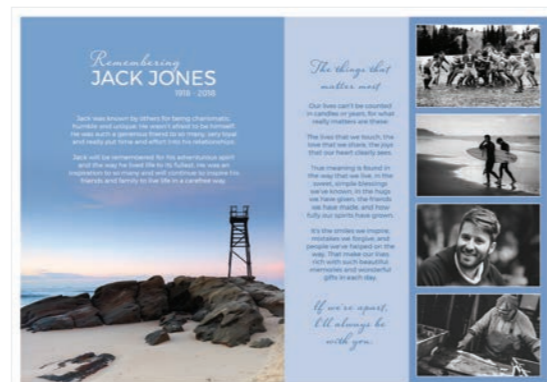 Remembering
JACK JONES
1918 - 2018
Jack was known by others for being charismatic,
humble and unique. He wasn't afraid to be himself.
He was such a generous friend to so many, very loyal
and really put time and effort into his relationships.
Jack will be remembered for his adventurous spirit
and the way he lived life to its fullest. He was an
inspiration to so many and will continue to inspire his
friends and family to live life in a carefree way.
The things that
matter most
Our lives can't be counted
in candles or years, for what
really matters are these:
The lives that we touch, the
love that we share, the joys
that our heart clearly sees.
True meaning is found in
the way that we live, in the
sweet, simple blessings
we've known, in the hugs
we have given, the friends
we have made, and how
fully our spirits have grown.
It's the smiles we inspire,
mistakes we forgive, and
people we've helped on the
way. That make our lives
rich with such beautiful
memories and wonderful
gifts in each day.
If we're apart,
I'll always be
with you.